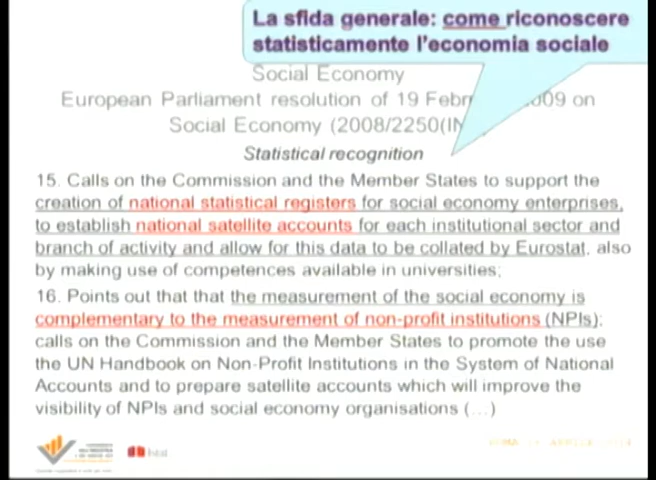 La sfida generale: come riconoscere
statisticamente l'economia sociale
Social Economy
European Parliament resolution of 19 Febr 009 on
Social Economy (2008/2250(IN
Statistical recognition
15. Calls on the Commission and the Member States to support the
creation of national statistical registers for social economy enterprises,
to establish national satellite accounts for each institutional sector and
branch of activity and allow for this data to be collated by Eurostat, also
by making use of competences available in universities;
16. Points out that that the measurement of the social economy is
complementary to the measurement of non-profit institutions (NPIs);
calls on the Commission and the Member States to promote the use
the UN Handbook on Non-Profit Institutions in the System of National
Accounts and to prepare satellite accounts which will improve the
visibility of NPIs and social economy organisations (...)